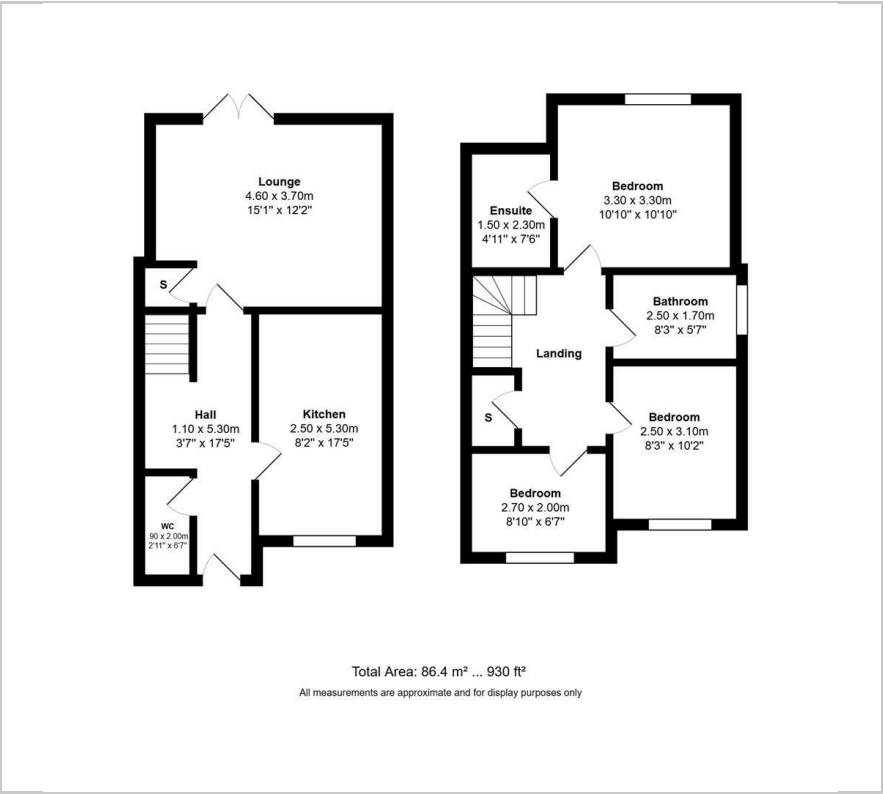 Lounge
4.60 x 3.70m
15'1" x 12'2"
S
Hall
1.10 x 5.30m
3'7" x 17'5"
Kitchen
2.50 x 5.30m
8'2" x 17'5"
WC
.90 x 2.00m
2'11" x 6'7"
Bedroom
3.30 x 3.30m
10'10" x 10'10"
Ensuite
1.50 x 2.30m
4'11" x 7'6"
Bathroom
2.50 x 1.70m
8'3" x 5'7"
Landing
S
Bedroom
2.50 x 3.10m
8'3" x 10'2"
Bedroom
2.70 x 2.00m
8'10" x 6'7"
Total Area: 86.4 m² ... 930 ft²
All measurements are approximate and for display purposes only